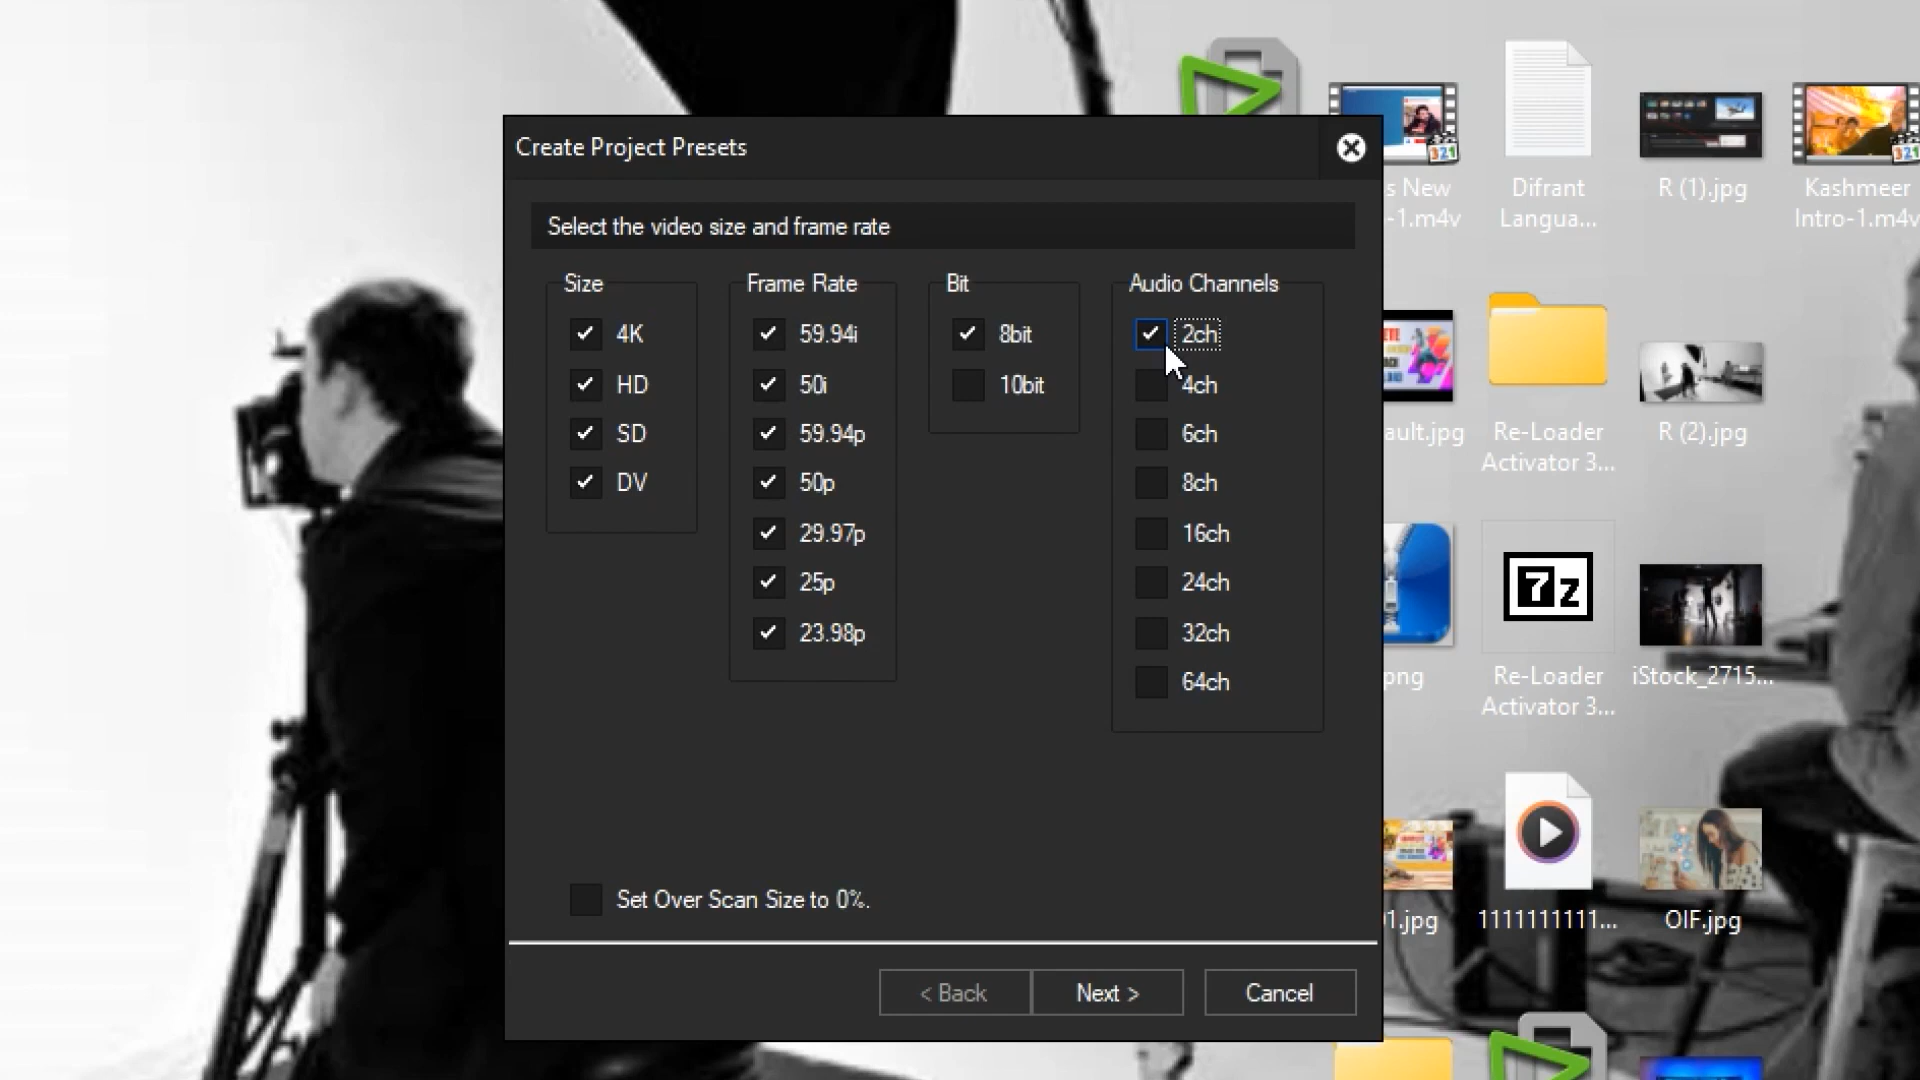 Create Project Presets
Select the video size and frame rate
Size
4K
HD
SD
DV
Frame Rate
59.94i
50i
59.94p
50p
29.97p
25p
23.98p
Bit
8bit
10bit
Audio Channels
2ch
4ch
6ch
8ch
16ch
24ch
32ch
64ch
Set Over Scan Size to 0%.
< Back
Next >
Cancel
321
s New
-1.m4v
Difrant
Langua...
R (1).jpg
321
Kashmeer
Intro-1.m4v
ault.jpg
Re-Loader
Activator 3...
R (2).jpg
png
7z
Re-Loader
Activator 3...
iStock_2715...
1.jpg
1111111111...
OIF.jpg